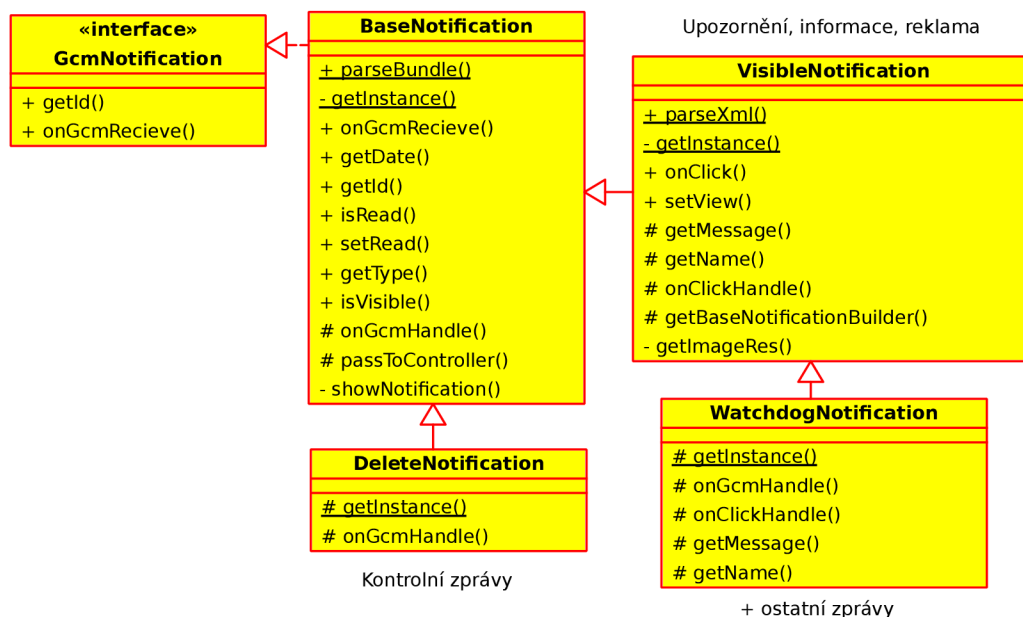 «interface»
GcmNotification
+ getId()
+ onGcmRecieve()
BaseNotification
+ parseBundle()
- getInstance()
+ onGcmRecieve()
+ getDate()
+ getId()
+ isRead()
+ setRead()
+ getType()
+ isVisible()
# onGcmHandle()
# passToController()
- showNotification()
DeleteNotification
# getInstance()
# onGcmHandle()
Kontrolní zprávy
Upozornění, informace, reklama
VisibleNotification
+ parseXml()
- getInstance()
+ onClick()
+ setView()
# getMessage()
# getName()
# onClickHandle()
# getBaseNotificationBuilder()
- getImageRes()
WatchdogNotification
# getInstance()
# onGcmHandle()
# onClickHandle()
# getMessage()
# getName()
+ ostatní zprávy